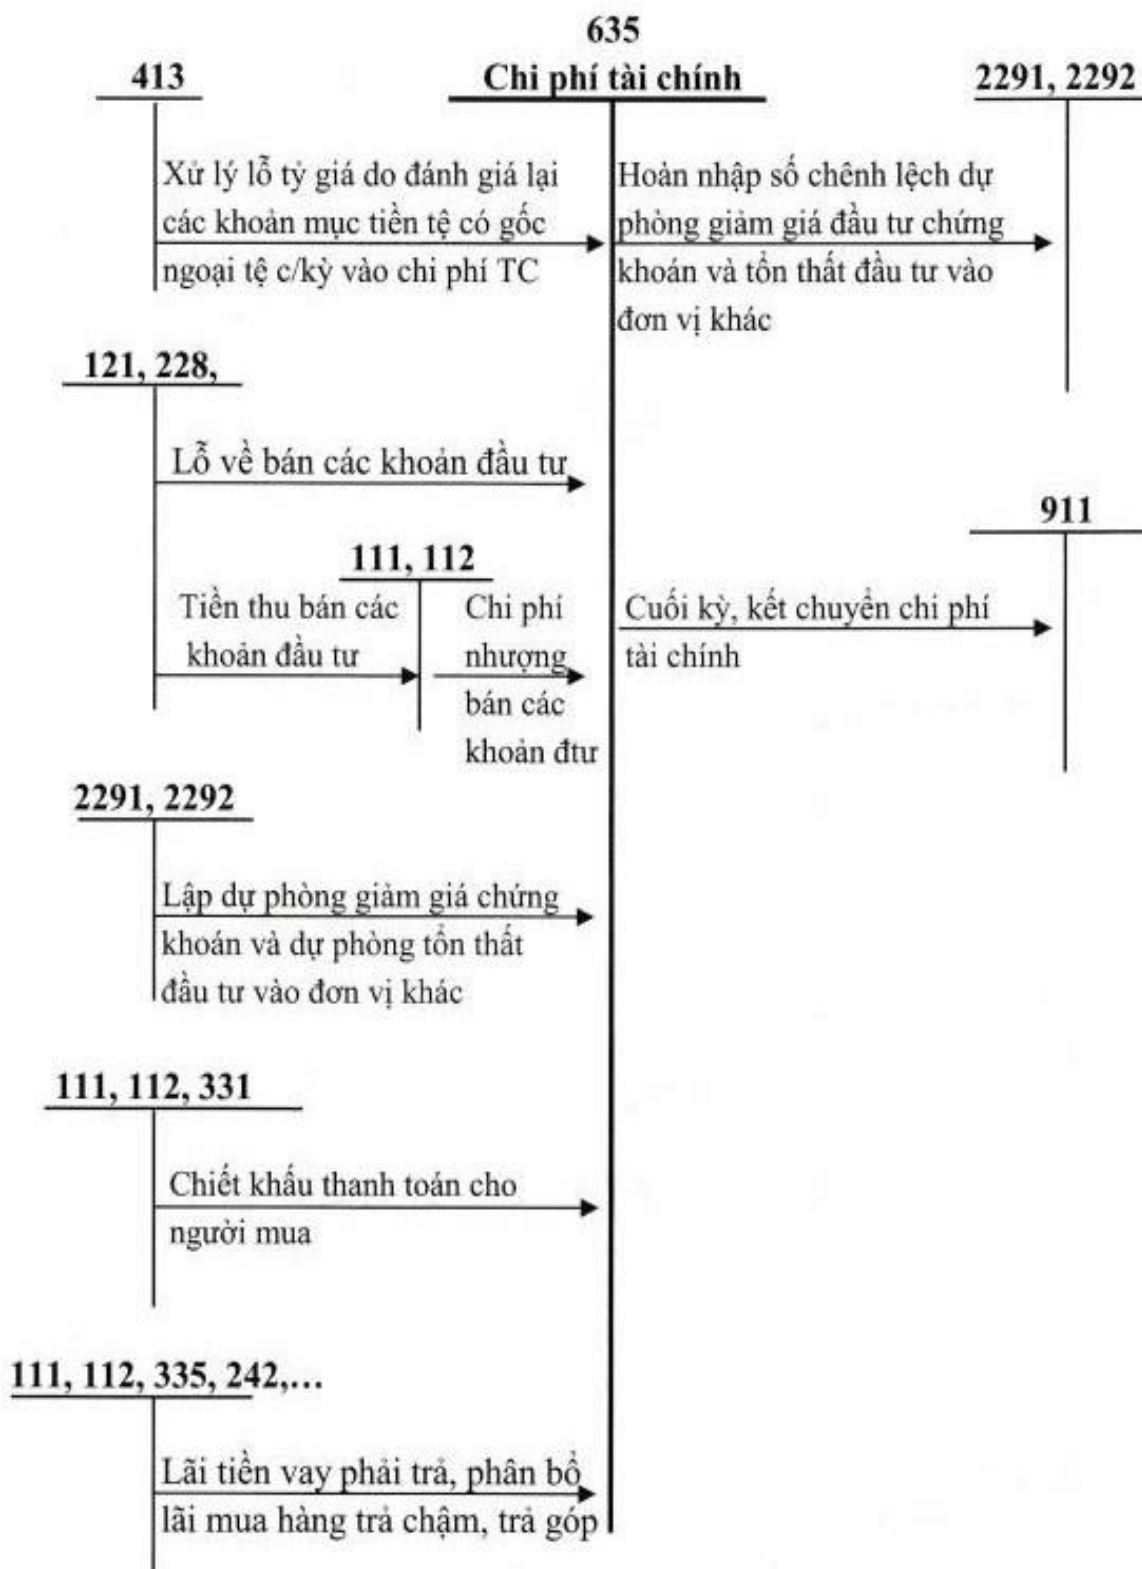 635
413
Chi phí tài chính
2291, 2292
Xử lý lỗ tỷ giá do đánh giá lại
các khoản mục tiền tệ có gốc
ngoại tệ c/kỳ vào chi phí TC
Hoàn nhập số chênh lệch dự
phòng giảm giá đầu tư chứng
khoán và tổn thất đầu tư vào
đơn vị khác
121, 228,
Lỗ về bán các khoản đầu tư
911
111, 112
Tiền thu bán các
khoản đầu tư
Chi phí
nhượng
bán các
khoản đtư
Cuối kỳ, kết chuyển chi phí
tài chính
2291, 2292
Lập dự phòng giảm giá chứng
khoán và dự phòng tổn thất
đầu tư vào đơn vị khác
111, 112, 331
Chiết khấu thanh toán cho
người mua
111, 112, 335, 242,...
Lãi tiền vay phải trả, phân bổ
lãi mua hàng trả chậm, trả góp